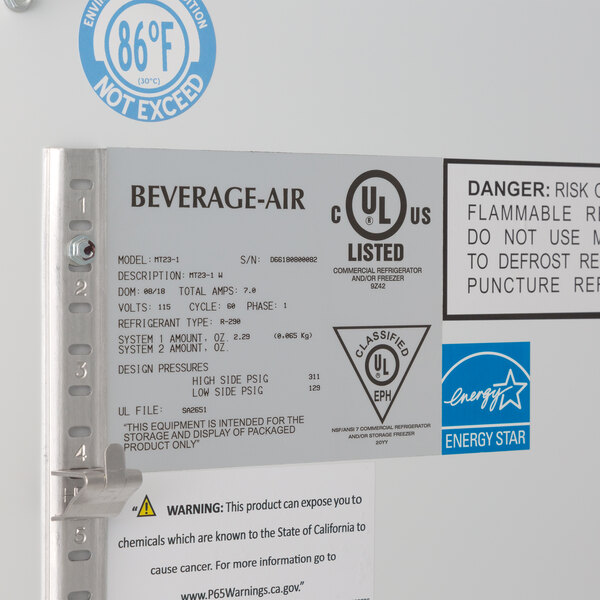 ENVI
86°F
(30°C)
NOT EXCEED
BEVERAGE-AIR
C UL US
®
LISTED
COMMERCIAL REFRIGERATOR
AND/OR FREEZER
9Z42
MODEL: MT23-1 S/N: D66190800082
DESCRIPTION: MT23-1 W
DOM: 08/18 TOTAL AMPS: 7.0
VOLTS: 115 CYCLE: 60 PHASE: 1
REFRIGERANT TYPE: R-290
SYSTEM 1 AMOUNT, OZ. 2.29 (0.065 Kg)
SYSTEM 2 AMOUNT, OZ.
DESIGN PRESSURES
HIGH SIDE PSIG 311
LOW SIDE PSIG 129
UL FILE: SA2651
"THIS EQUIPMENT IS INTENDED FOR THE
STORAGE AND DISPLAY OF PACKAGED
PRODUCT ONLY"
CLASSIFIED
UL
®
EPH
NSF/ANSI 7 COMMERCIAL REFRIGERATOR
AND/OR STORAGE FREEZER
20YY
DANGER: RISK
FLAMMABLE
DO NOT USE
TO DEFROST
PUNCTURE
energy
ENERGY STAR
1
2
3
4
5
"⚠ WARNING: This product can expose you to
chemicals which are known to the State of California to
cause cancer. For more information go to
www.P65Warnings.ca.gov."